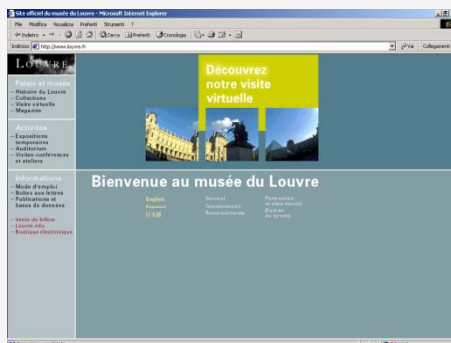 Site officiel du musée du Louvre - Microsoft Internet Explorer
File Modifica Visualizza Preferiti Strumenti ?
Indietro Cerca Preferiti Cronologia
Indirizzo http://www.louvre.fr Vai Collegamenti
LOUVRE
Palais et musée
- Histoire du Louvre
- Collections
- Visite virtuelle
- Magazine
Activités
- Expositions
temporaires
- Auditorium
- Visites-conférences
et ateliers
Informations
- Mode d'emploi
- Boîtes aux lettres
- Publications et
bases de données
- Vente de billets
- Louvre.edu
- Boutique électronique
Découvrez
notre visite
virtuelle
Bienvenue au musée du Louvre
English
Español
日本語
Serveur
Questionnaire
Remerciements
Partenaires
Bureau
de presse